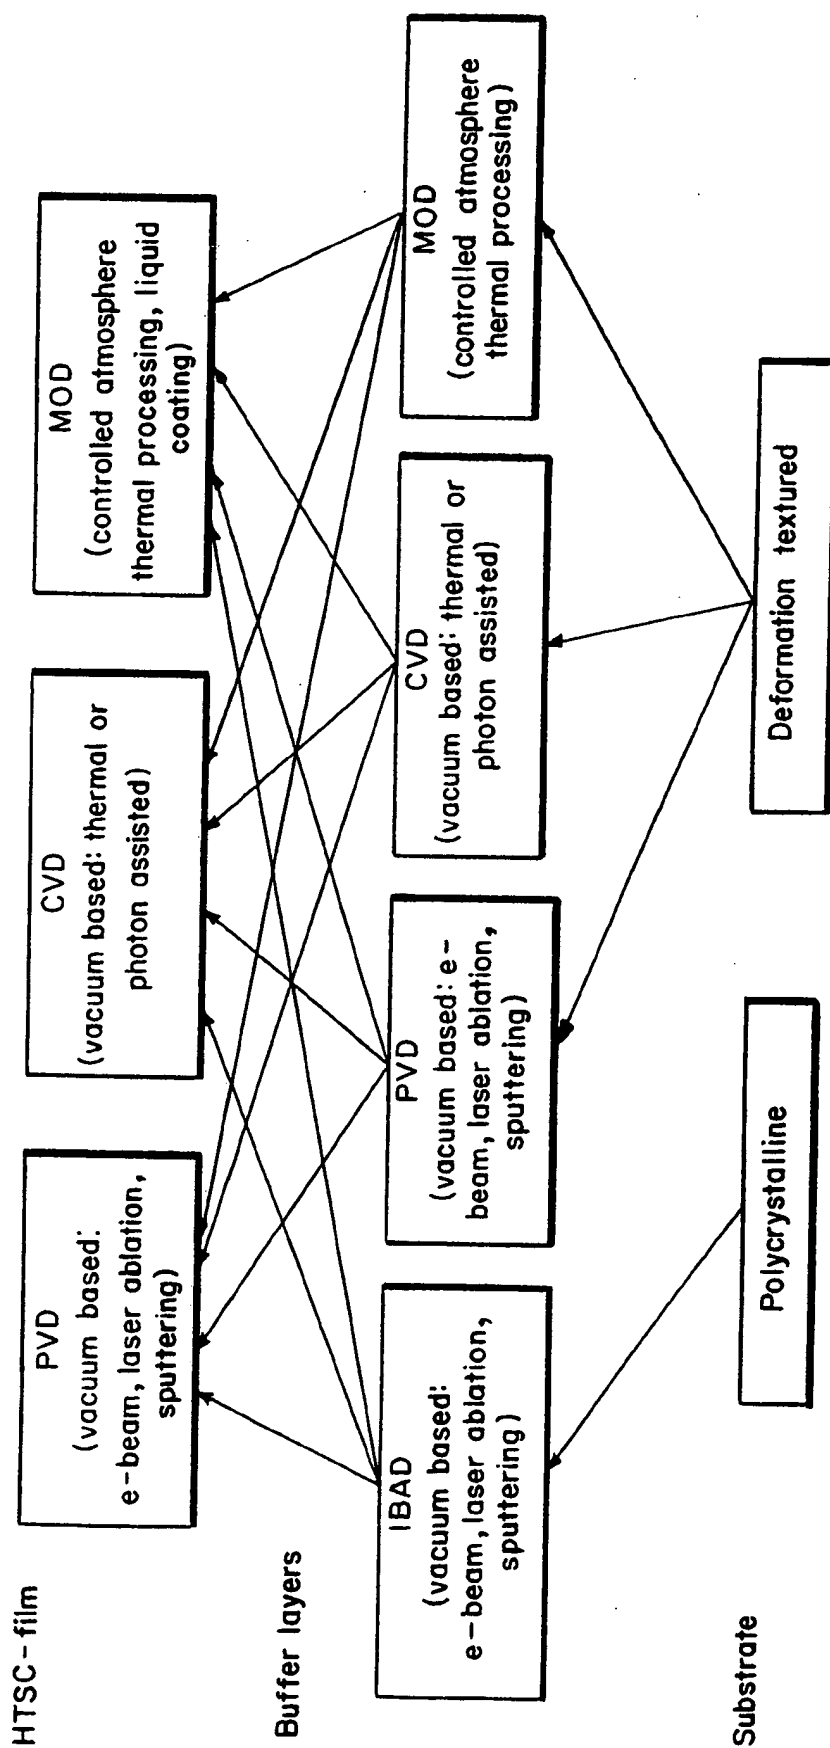 HTSC-film
PVD
(vacuum based:
e-beam, laser ablation,
sputtering)
CVD
(vacuum based: thermal or
photon assisted)
MOD
(controlled atmosphere
thermal processing, liquid
coating)
Buffer layers
IBAD
(vacuum based:
e-beam, laser ablation,
sputtering)
PVD
(vacuum based: e-
beam, laser ablation,
sputtering)
CVD
(vacuum based: thermal or
photon assisted)
MOD
(controlled atmosphere
thermal processing)
Substrate
Polycrystalline
Deformation textured